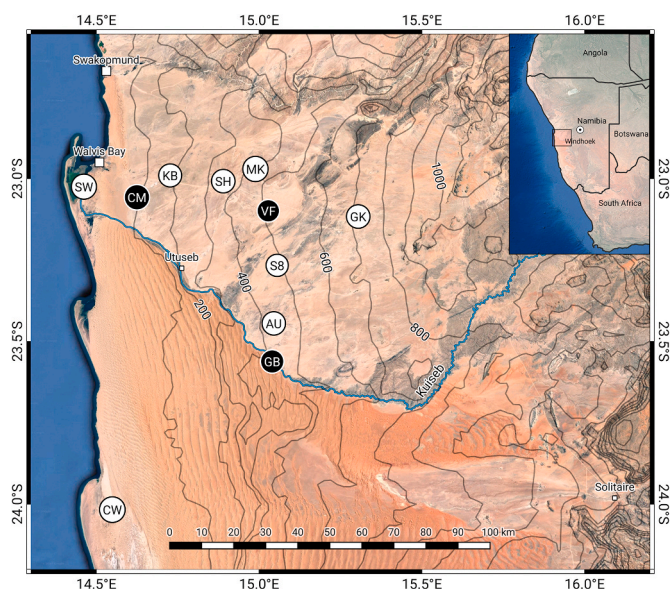 14.5°E 15.0°E 15.5°E 16.0°E
Swakopmund
Angola
Namibia
Windhoek
Botswana
South Africa
Walvis Bay
23.0°S
23.0°S
SW
CM
KB
SH
MK
VF
GK
1000
S8
600
400
Utuseb
200
AU
GB
800
23.5°S
23.5°S
Kuiseb
Solitaire
24.0°S
24.0°S
CW
0 10 20 30 40 50 60 70 80 90 100 km
14.5°E 15.0°E 15.5°E 16.0°E